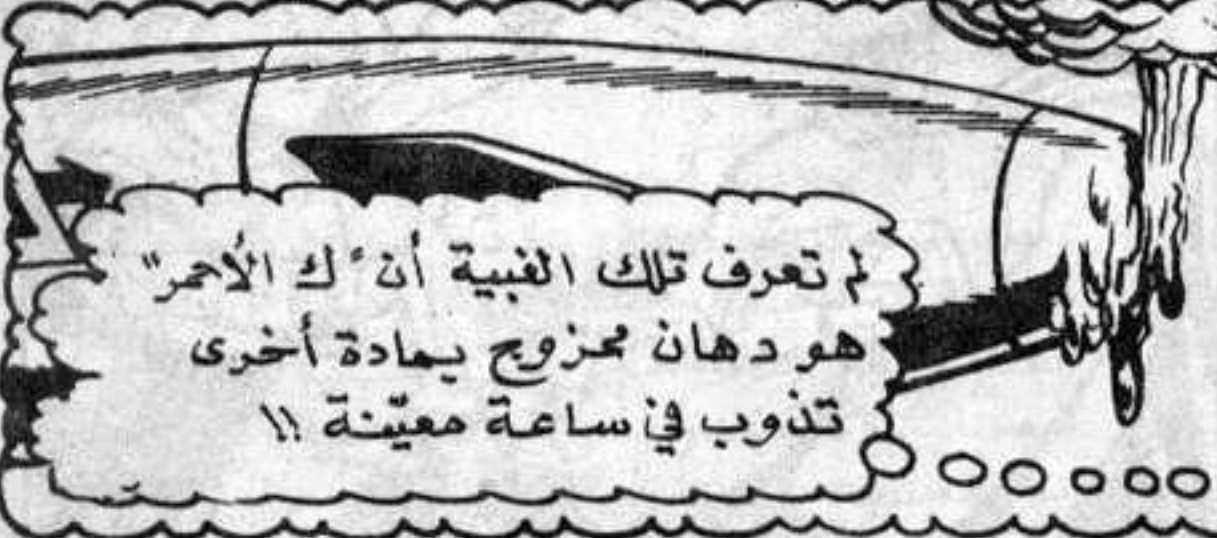 لم تعرف تلك الغبية أن "ك الأحمر"
هو دهان ممزوج بمادة أخرى
تذوب في ساعة معيّنة !!